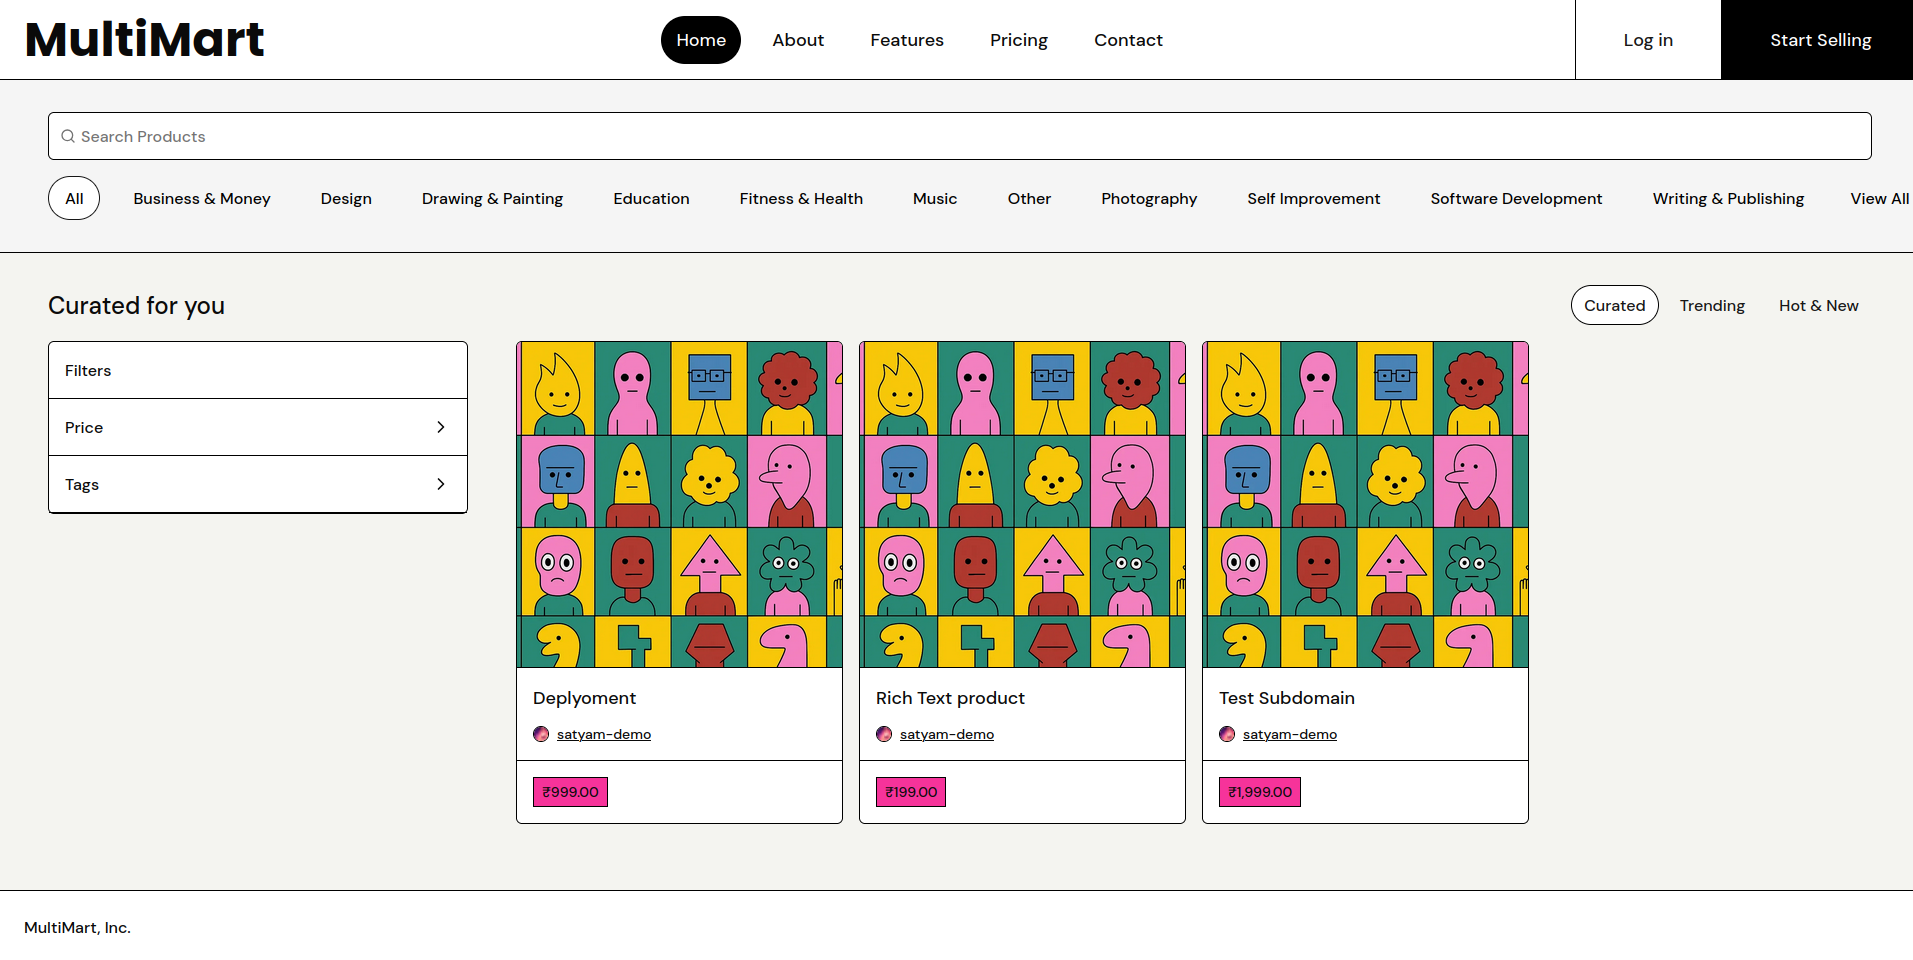 MultiMart
Home About Features Pricing Contact
Log in Start Selling
Search Products
All Business & Money Design Drawing & Painting Education Fitness & Health Music Other Photography Self Improvement Software Development Writing & Publishing View All
Curated for you
Curated Trending Hot & New
Filters
Price
Tags
Deplyoment
satyam-demo
₹999.00
Rich Text product
satyam-demo
₹199.00
Test Subdomain
satyam-demo
₹1,999.00
MultiMart, Inc.